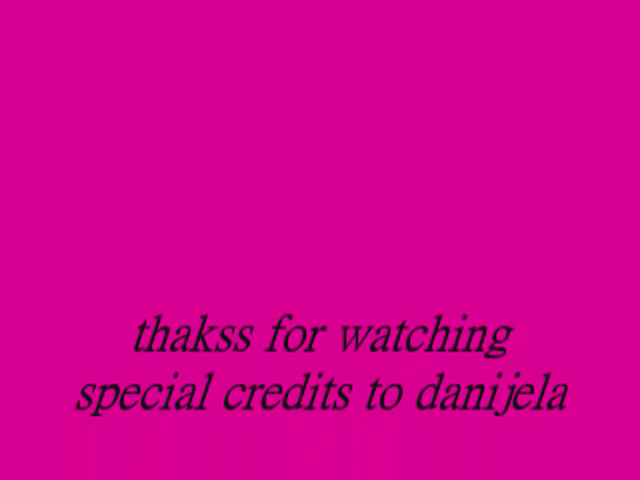 thakss for watching
special credits to danijela